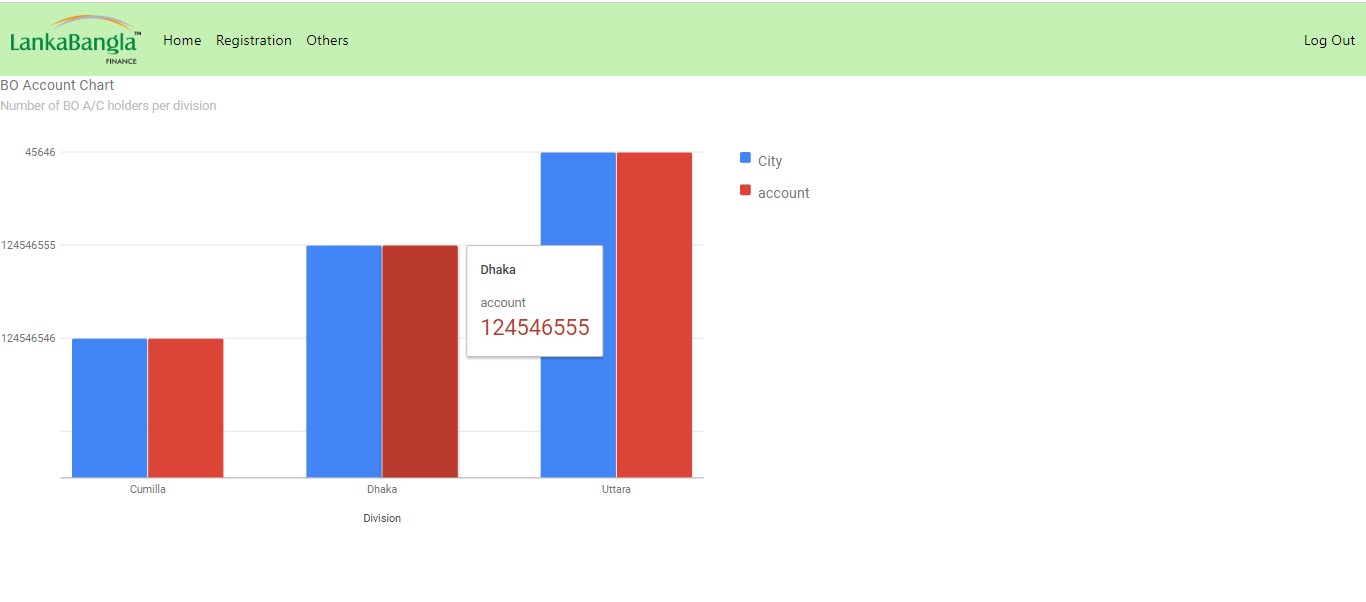 LankaBangla™
FINANCE
Home Registration Others
Log Out
BO Account Chart
Number of BO A/C holders per division
45646
124546555
124546546
City
account
Dhaka
account
124546555
Cumilla Dhaka Uttara
Division